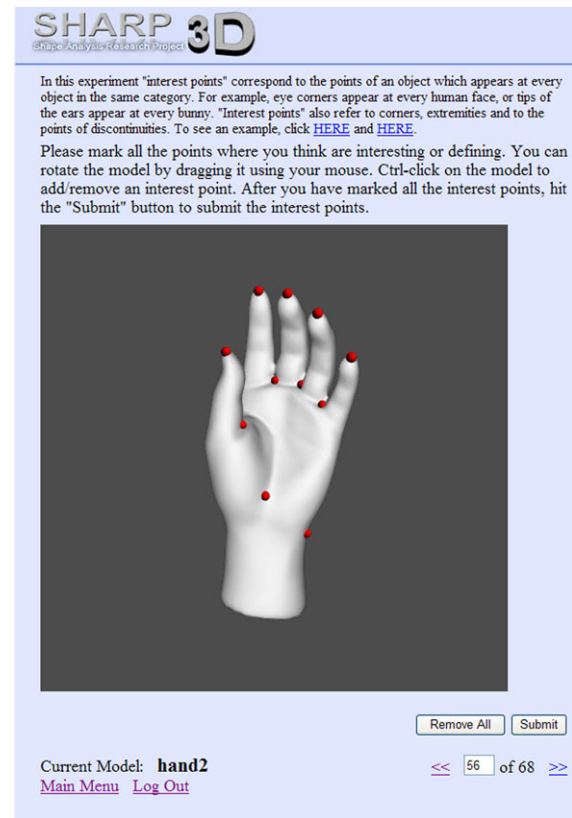 SHARP 3D
Shape Analysis Research Project
In this experiment "interest points" correspond to the points of an object which appears at every
object in the same category. For example, eye corners appear at every human face, or tips of
the ears appear at every bunny. "Interest points" also refer to corners, extremities and to the
points of discontinuities. To see an example, click HERE and HERE.
Please mark all the points where you think are interesting or defining. You can
rotate the model by dragging it using your mouse. Ctrl-click on the model to
add/remove an interest point. After you have marked all the interest points, hit
the "Submit" button to submit the interest points.
Remove All Submit
Current Model: hand2 << 56 of 68 >>
Main Menu Log Out